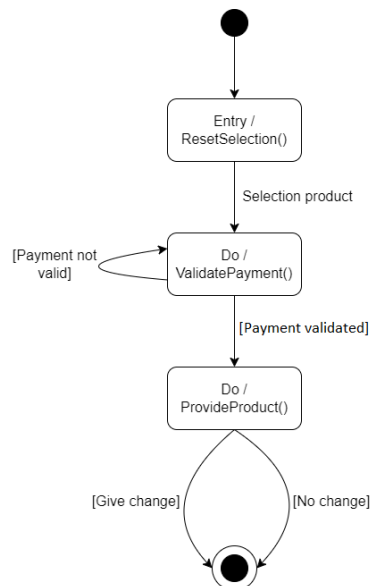 Entry /
ResetSelection()
Selection product
[Payment not
valid]
Do /
ValidatePayment()
[Payment validated]
Do /
ProvideProduct()
[Give change]
[No change]